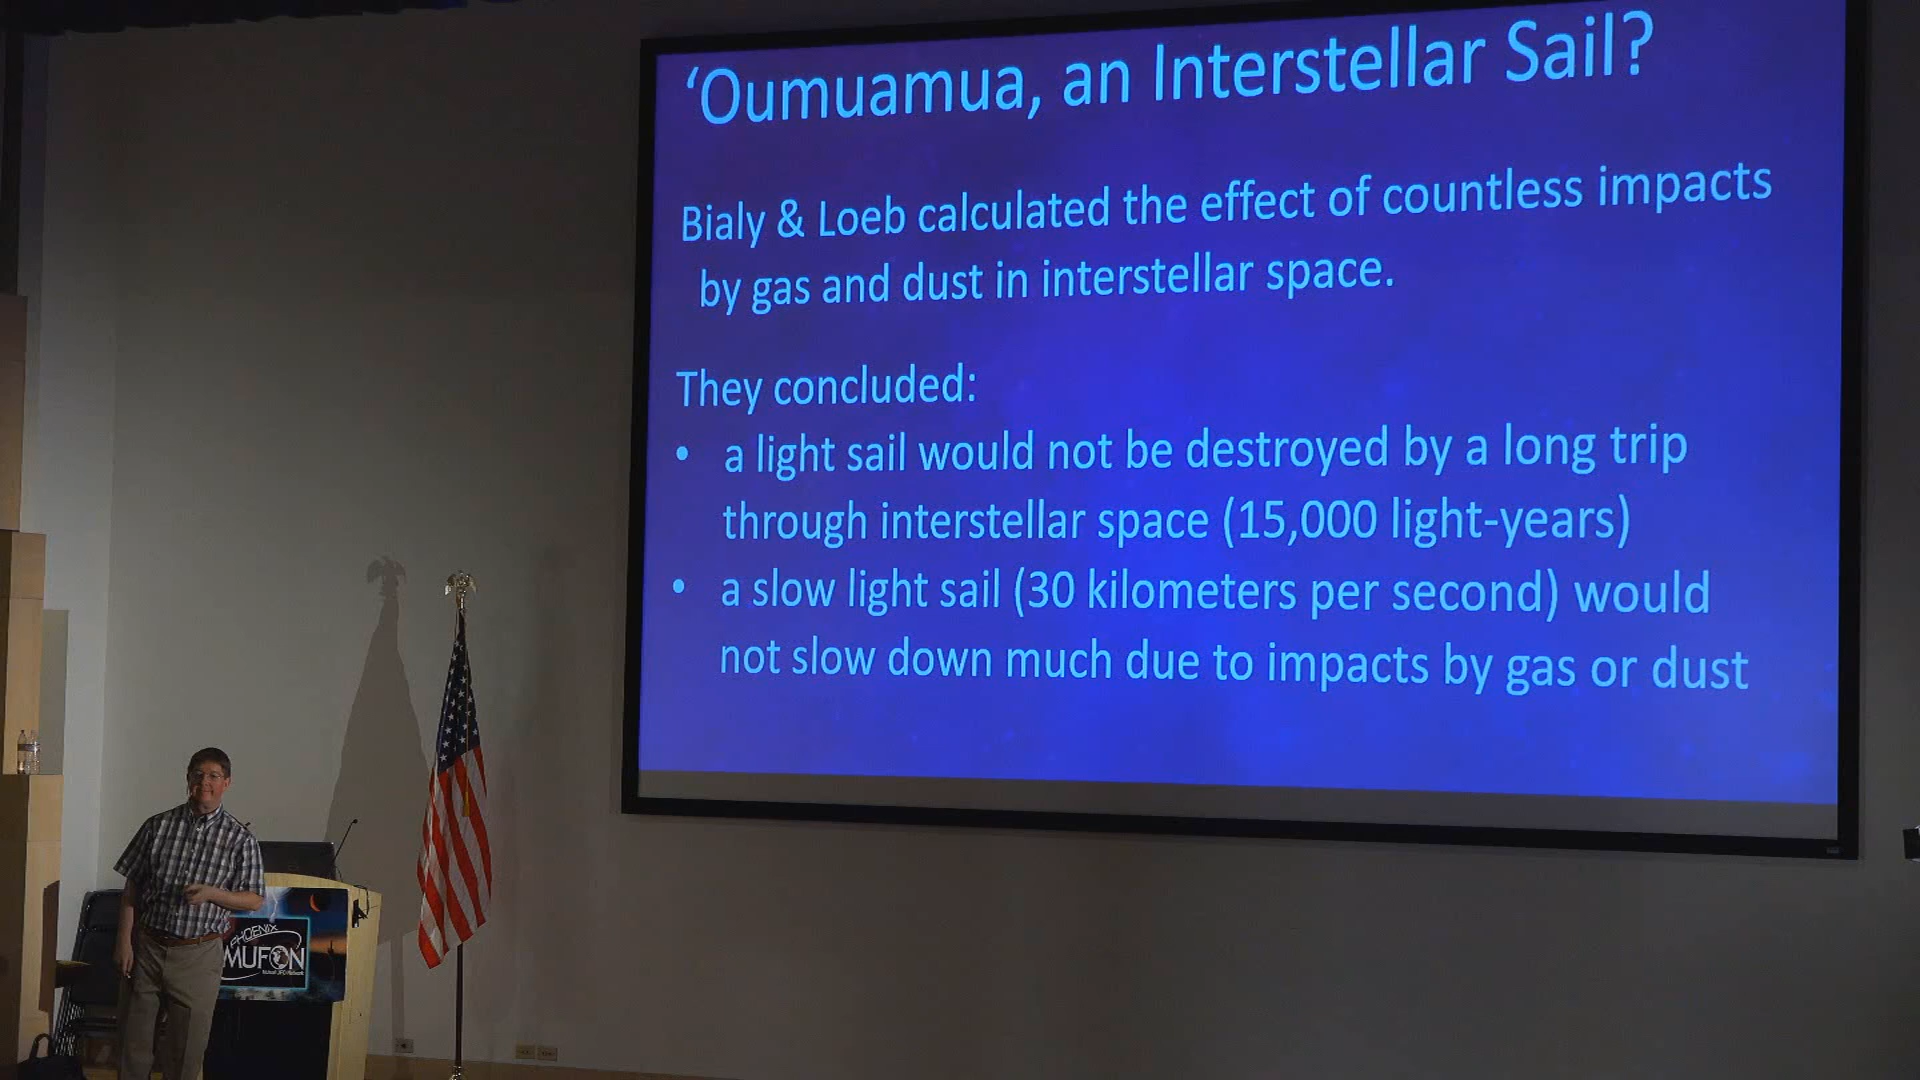 ‘Oumuamua, an Interstellar Sail?
Bialy & Loeb calculated the effect of countless impacts
by gas and dust in interstellar space.
They concluded:
• a light sail would not be destroyed by a long trip
through interstellar space (15,000 light-years)
• a slow light sail (30 kilometers per second) would
not slow down much due to impacts by gas or dust
PHOENIX
MUFON
Mutual UFO Network